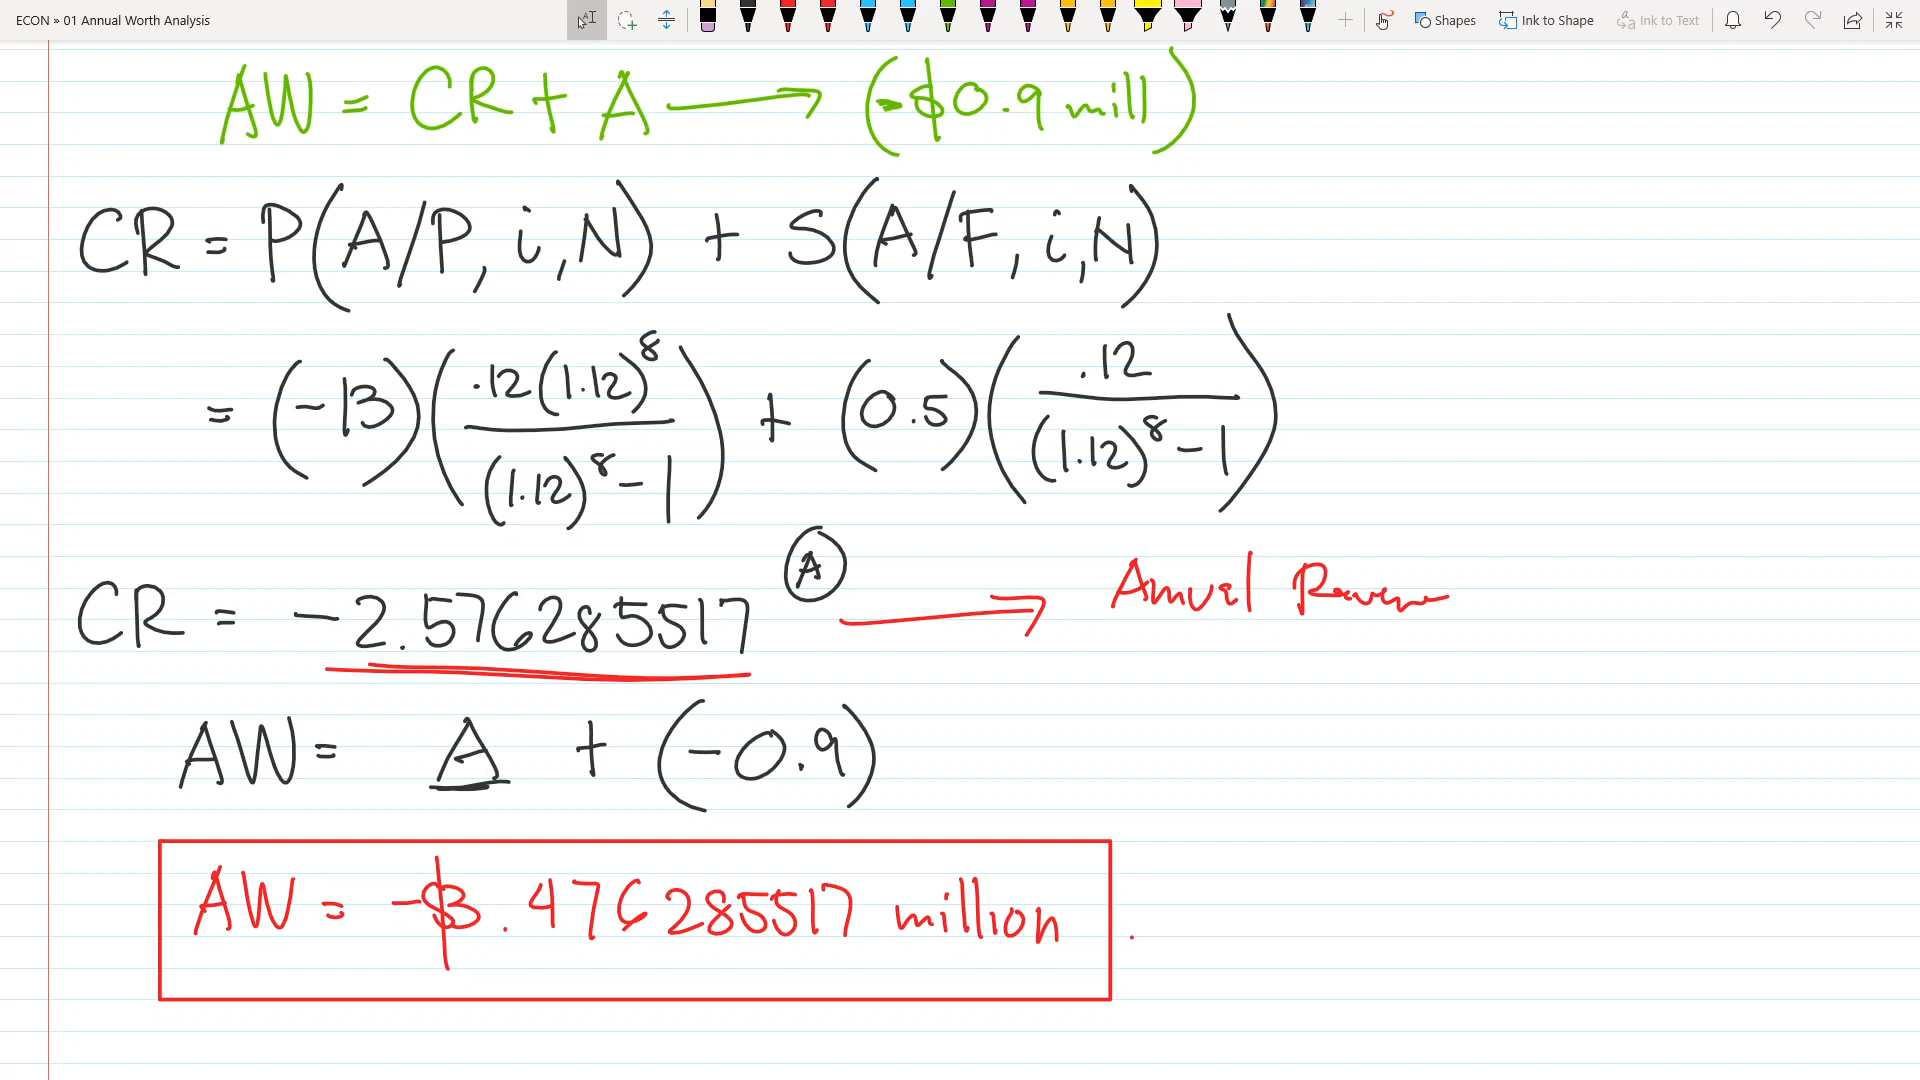 ECON » 01 Annual Worth Analysis
Shapes
Ink to Shape
Ink to Text
AW = CR + A → (-$0.9 mill)
CR = P(A/P, i, N) + S(A/F, i, N)
= (-13)(.12(1.12)^8 / (1.12)^8 - 1) + (0.5)(.12 / (1.12)^8 - 1)
CR = -2.576285517 Ⓐ → Annual Revenue
AW = A + (-0.9)
AW = -$3.476285517 million.